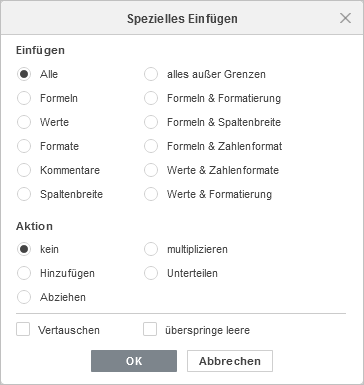 Spezielles Einfügen
Einfügen
Alle
alles außer Grenzen
Formeln
Formeln & Formatierung
Werte
Formeln & Spaltenbreite
Formate
Formeln & Zahlenformat
Kommentare
Werte & Zahlenformate
Spaltenbreite
Werte & Formatierung
Aktion
kein
multiplizieren
Hinzufügen
Unterteilen
Abziehen
Vertauschen
überspringe leere
OK
Abbrechen